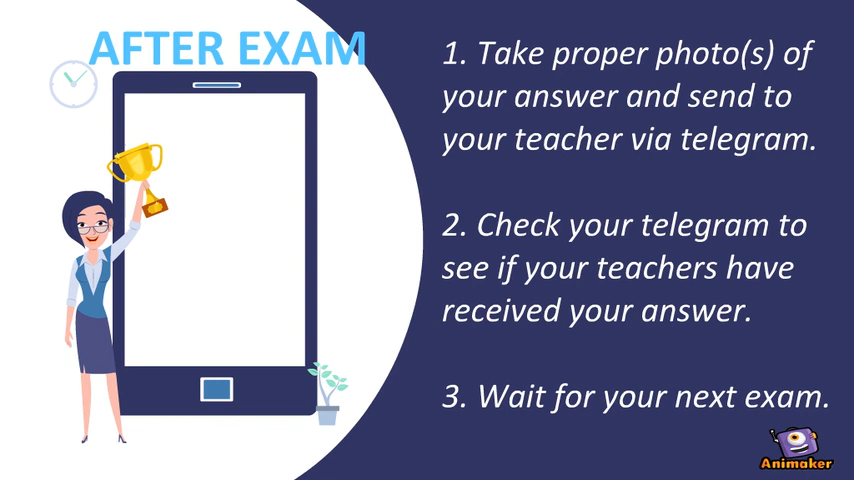 AFTER EXAM
1. Take proper photo(s) of
your answer and send to
your teacher via telegram.
2. Check your telegram to
see if your teachers have
received your answer.
3. Wait for your next exam.
Animaker